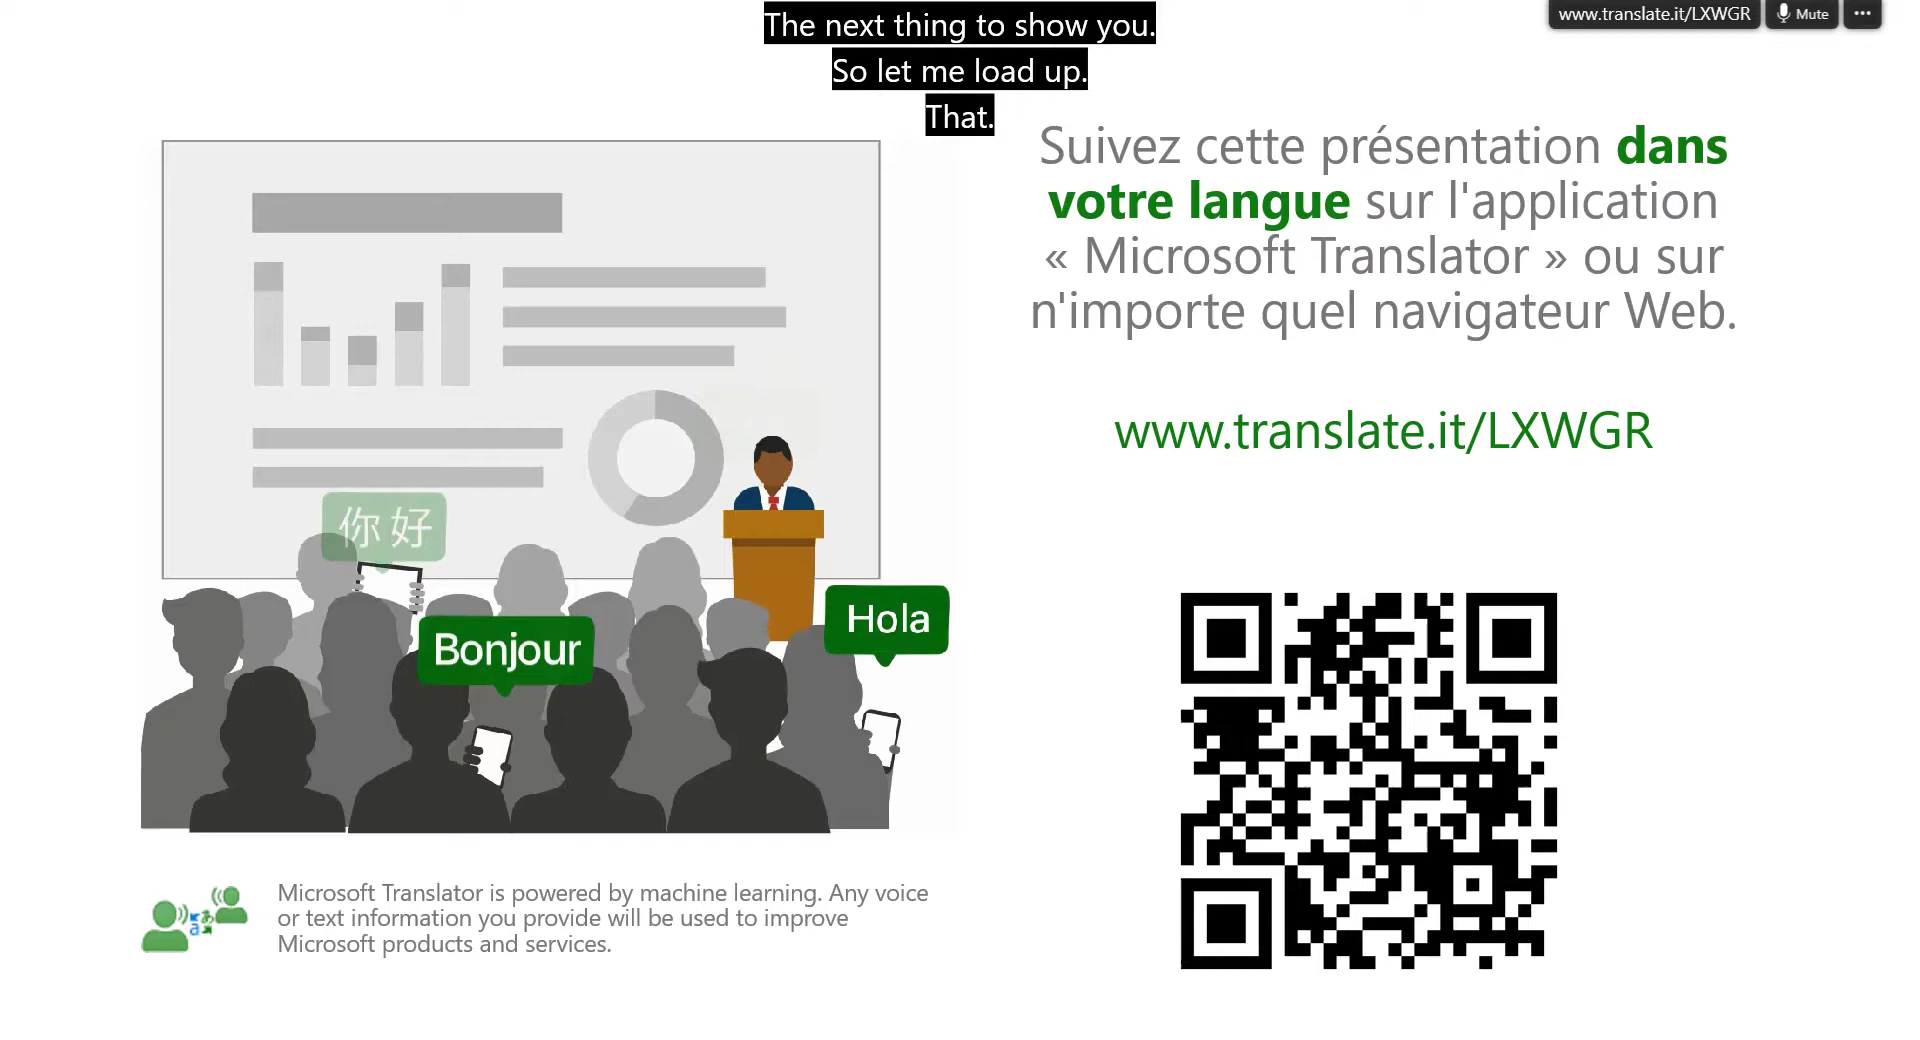 The next thing to show you.
So let me load up.
That.
www.translate.it/LXWGR
Mute
Suivez cette présentation dans
votre langue sur l'application
« Microsoft Translator » ou sur
n'importe quel navigateur Web.
www.translate.it/LXWGR
你好
Bonjour
Hola
Microsoft Translator is powered by machine learning. Any voice
or text information you provide will be used to improve
Microsoft products and services.